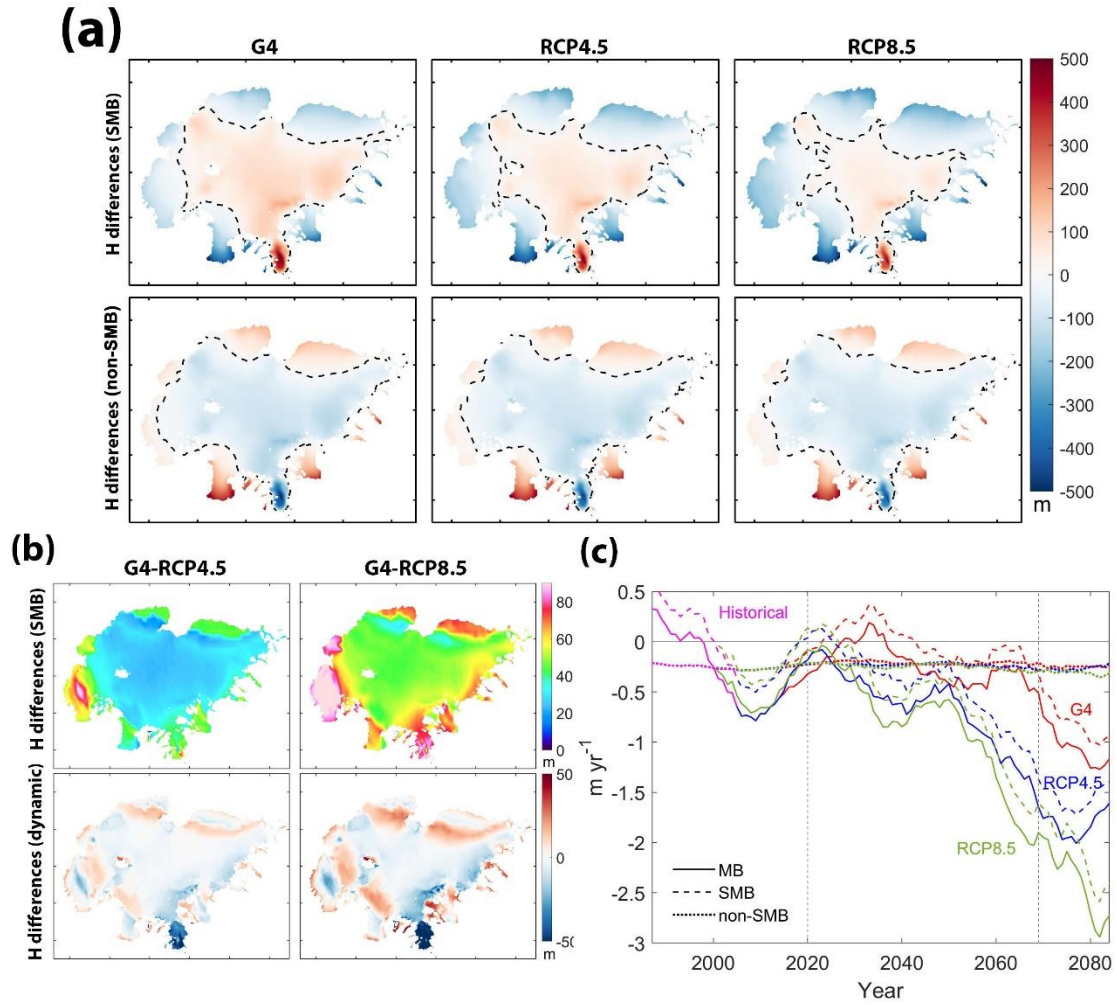 (a)
G4
RCP4.5
RCP8.5
H differences (SMB)
H differences (non-SMB)
500
400
300
200
100
0
-100
-200
-300
-400
-500
m
(b)
G4-RCP4.5
G4-RCP8.5
H differences (SMB)
H differences (dynamic)
80
60
40
20
0
m
50
0
-50
m
(c)
0.5
0
-0.5
-1
-1.5
-2
-2.5
-3
m yr-1
Historical
G4
RCP4.5
RCP8.5
MB
SMB
non-SMB
2000
2020
2040
2060
2080
Year